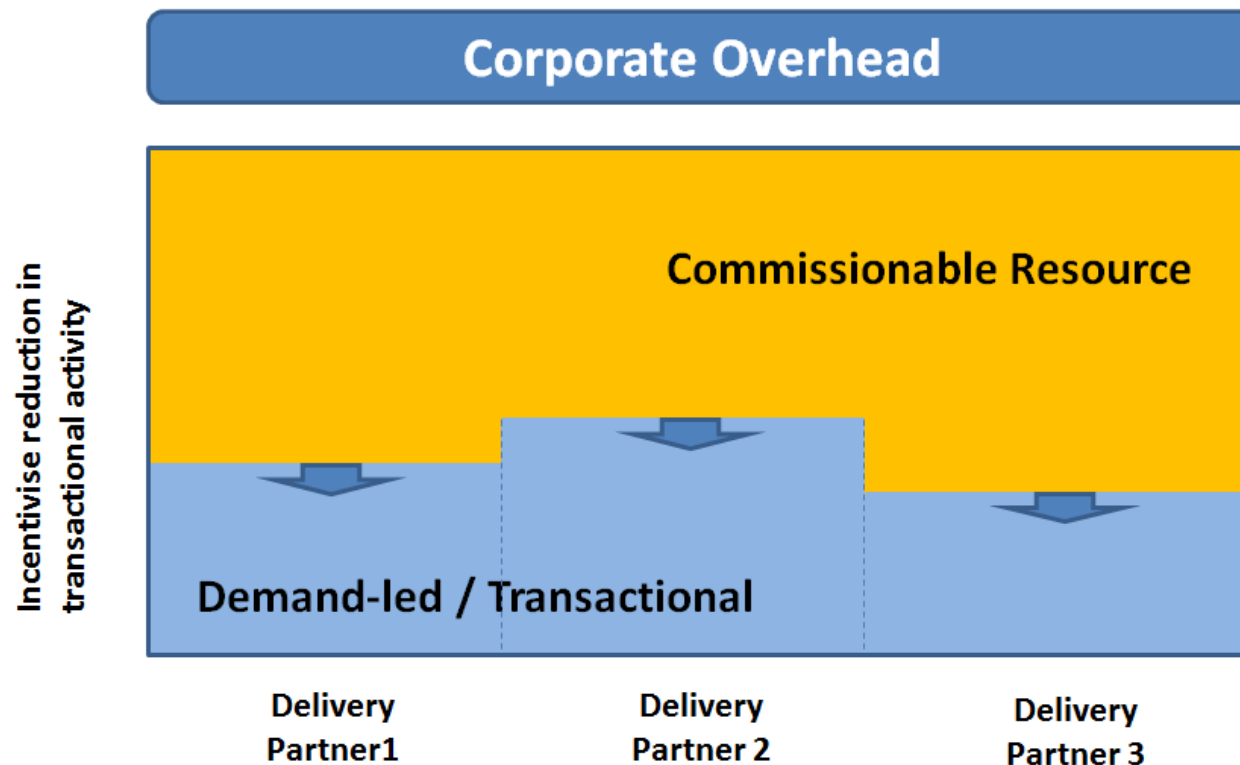 Corporate Overhead
Commissionable Resource
Incentivise reduction in
transactional activity
Demand-led / Transactional
Delivery
Partner1
Delivery
Partner 2
Delivery
Partner 3